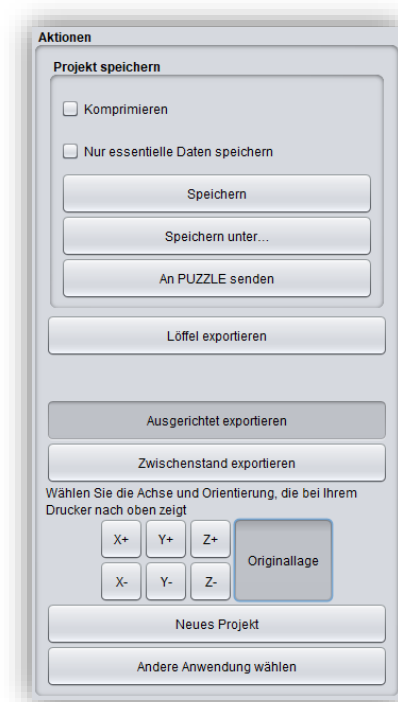 Aktionen
Projekt speichern
Komprimieren
Nur essentielle Daten speichern
Speichern
Speichern unter...
An PUZZLE senden
Löffel exportieren
Ausgerichtet exportieren
Zwischenstand exportieren
Wählen Sie die Achse und Orientierung, die bei Ihrem
Drucker nach oben zeigt
X+ Y+ Z+
Originallage
X- Y- Z-
Neues Projekt
Andere Anwendung wählen